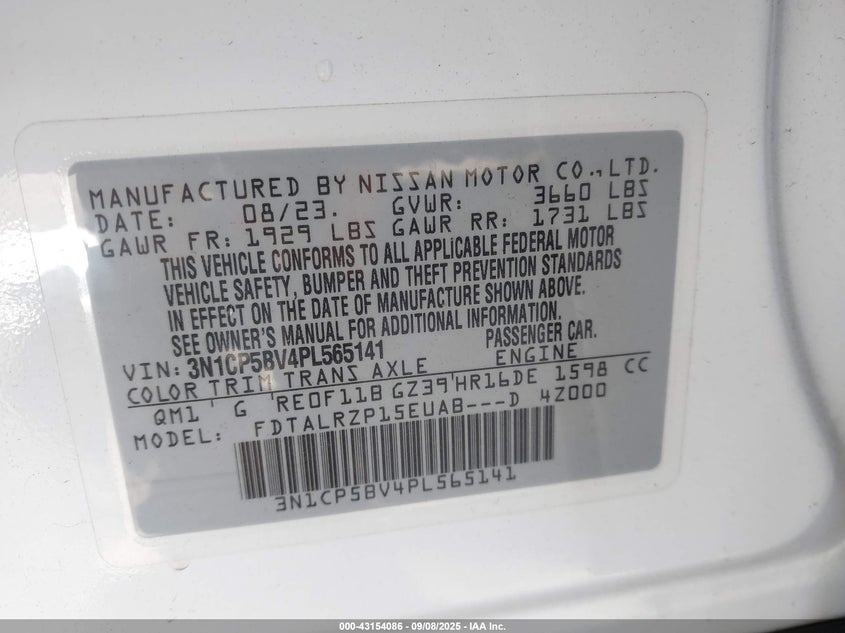 MANUFACTURED BY NISSAN MOTOR CO.,LTD.
DATE: 08/23. GVWR: 3660 LBS
GAWR FR: 1929 LBS GAWR RR: 1731 LBS
THIS VEHICLE CONFORMS TO ALL APPLICABLE FEDERAL MOTOR
VEHICLE SAFETY, BUMPER AND THEFT PREVENTION STANDARDS
IN EFFECT ON THE DATE OF MANUFACTURE SHOWN ABOVE.
SEE OWNER'S MANUAL FOR ADDITIONAL INFORMATION.
VIN: 3N1CP5BV4PL565141 PASSENGER CAR.
COLOR TRIM TRANS AXLE ENGINE
QM1 G RE0F11B GZ39 HR16DE 1598 CC
MODEL: FDTALRZP15EUAB---D 4Z000
3N1CP5BV4PL565141
000-43154086 - 09/08/2025 - IAA Inc.